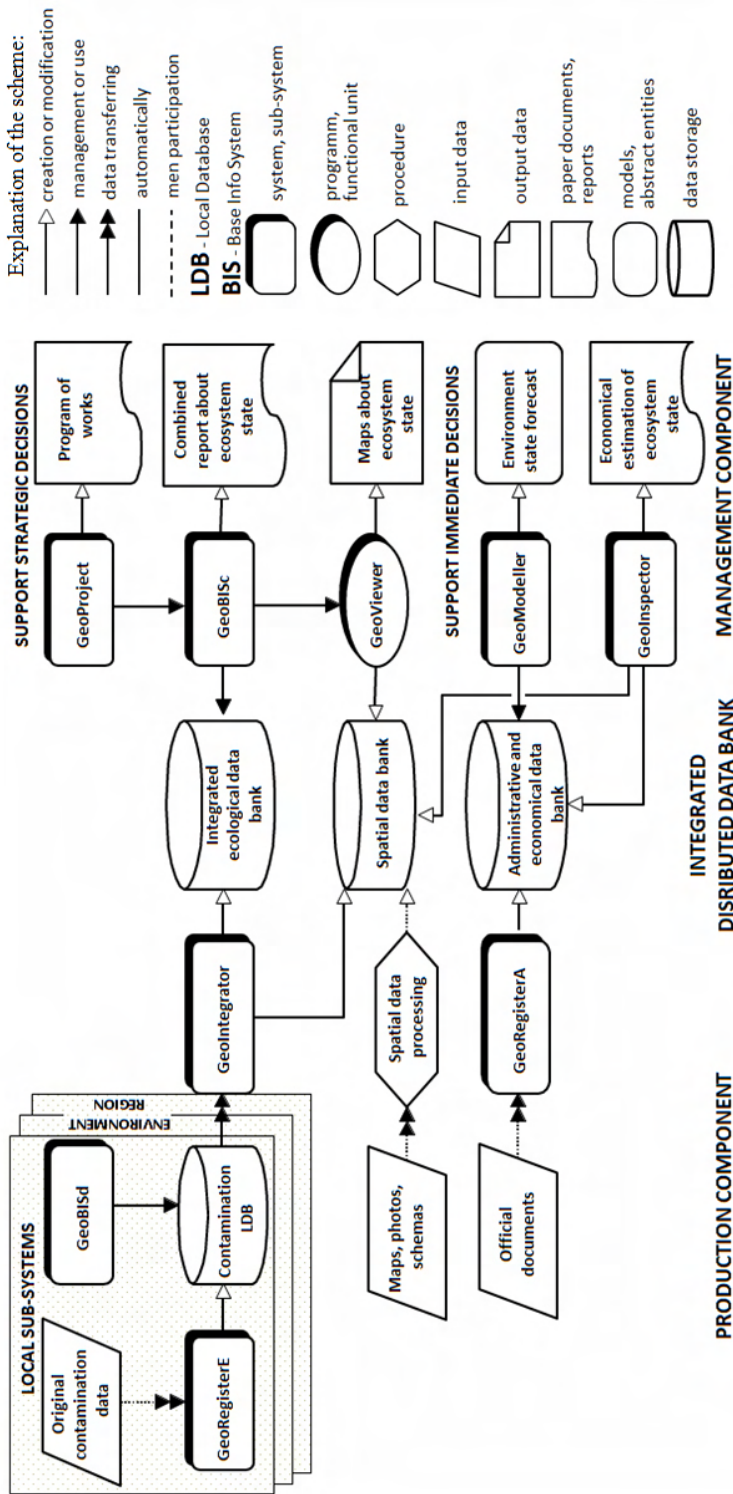 LOCAL SUB-SYSTEMS
Original
contamination
data
GeoRegisterE
GeoBISd
Contamination
LDB
ENVIRONMENT
REGION
Maps, photos,
schemas
Official
documents
GeoIntegrator
Spatial data
processing
GeoRegisterA
PRODUCTION COMPONENT
Integrated
ecological data
bank
Spatial data bank
Administrative and
economical data
bank
INTEGRATED
DISRIBUTED DATA BANK
SUPPORT STRATEGIC DECISIONS
GeoProject
Program of
works
GeoBISc
Combined
report about
ecosystem
state
GeoViewer
Maps about
ecosystem
state
SUPPORT IMMEDIATE DECISIONS
GeoModeller
Environment
state forecast
GeoInspector
Economical
estimation of
ecosystem
state
MANAGEMENT COMPONENT
Explanation of the scheme:
creation or modification
management or use
data transferring
automatically
men participation
LDB - Local Database
BIS - Base Info System
system, sub-system
programm,
functional unit
procedure
input data
output data
paper documents,
reports
models,
abstract entities
data storage